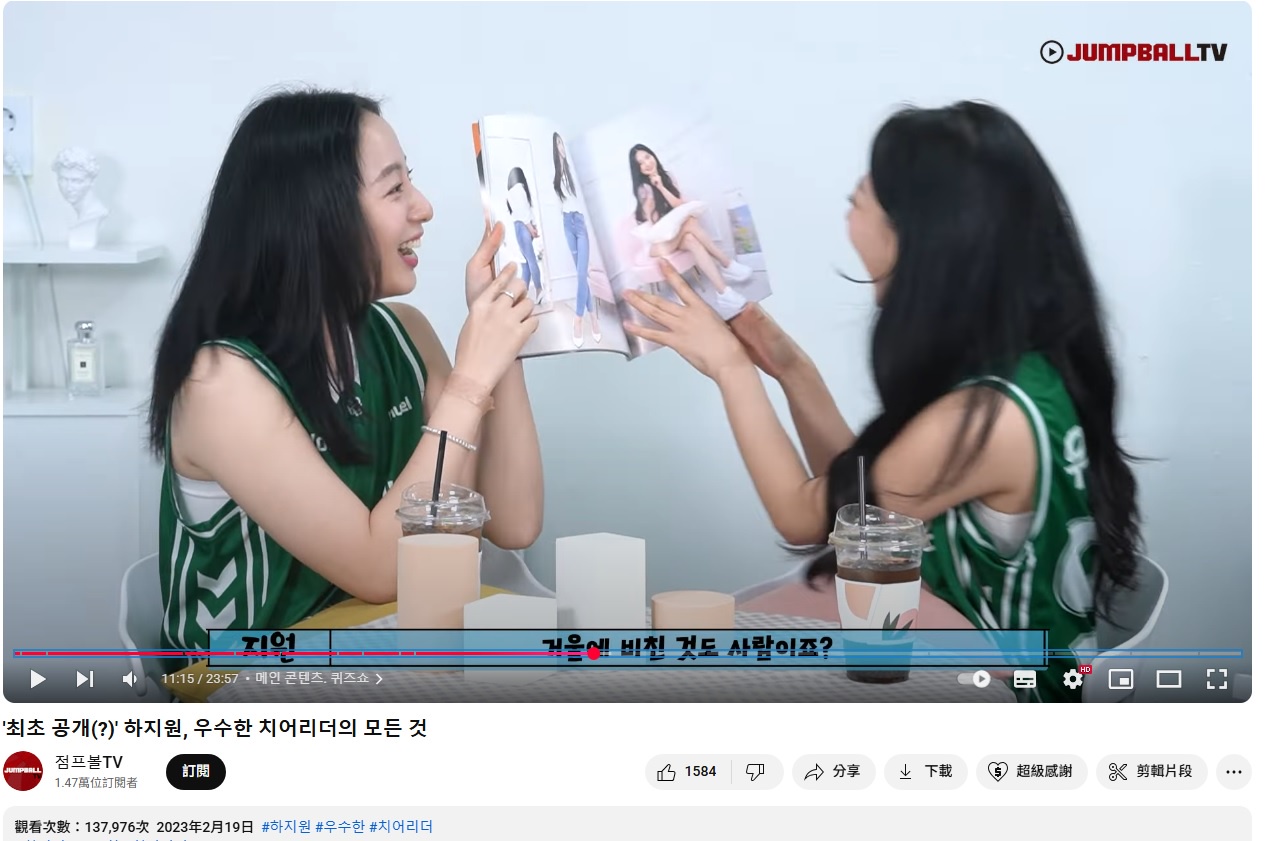 JUMPBALLTV
지원 거울에 비친 것도 사람이죠?
11:15 / 23:57 • 메인 콘텐츠. 퀴즈쇼 >
HD
'최초 공개(?)' 하지원, 우수한 치어리더의 모든 것
JUMPBALL
점프볼TV
1.47萬位訂閱者
訂閱
1584
分享
下載
超級感謝
剪輯片段
觀看次數：137,976次 2023年2月19日 #하지원 #우수한 #치어리더